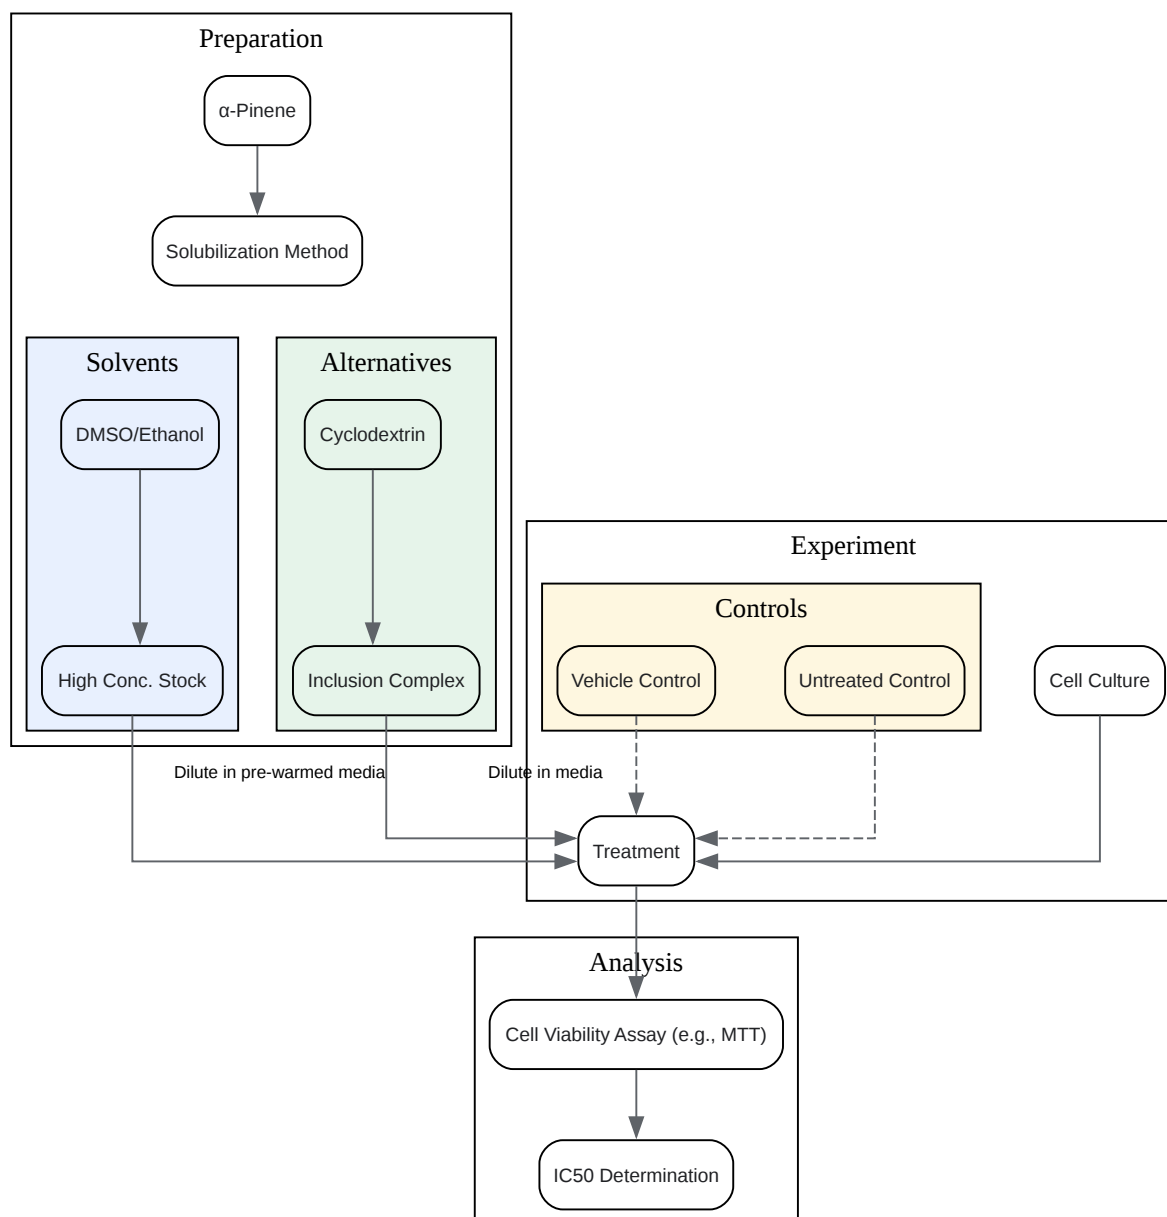 Preparation
α-Pinene
Solubilization Method
Solvents
Alternatives
DMSO/Ethanol
Cyclodextrin
High Conc. Stock
Inclusion Complex
Experiment
Controls
Vehicle Control
Untreated Control
Cell Culture
Dilute in pre-warmed media
Dilute in media
Treatment
Analysis
Cell Viability Assay (e.g., MTT)
IC50 Determination